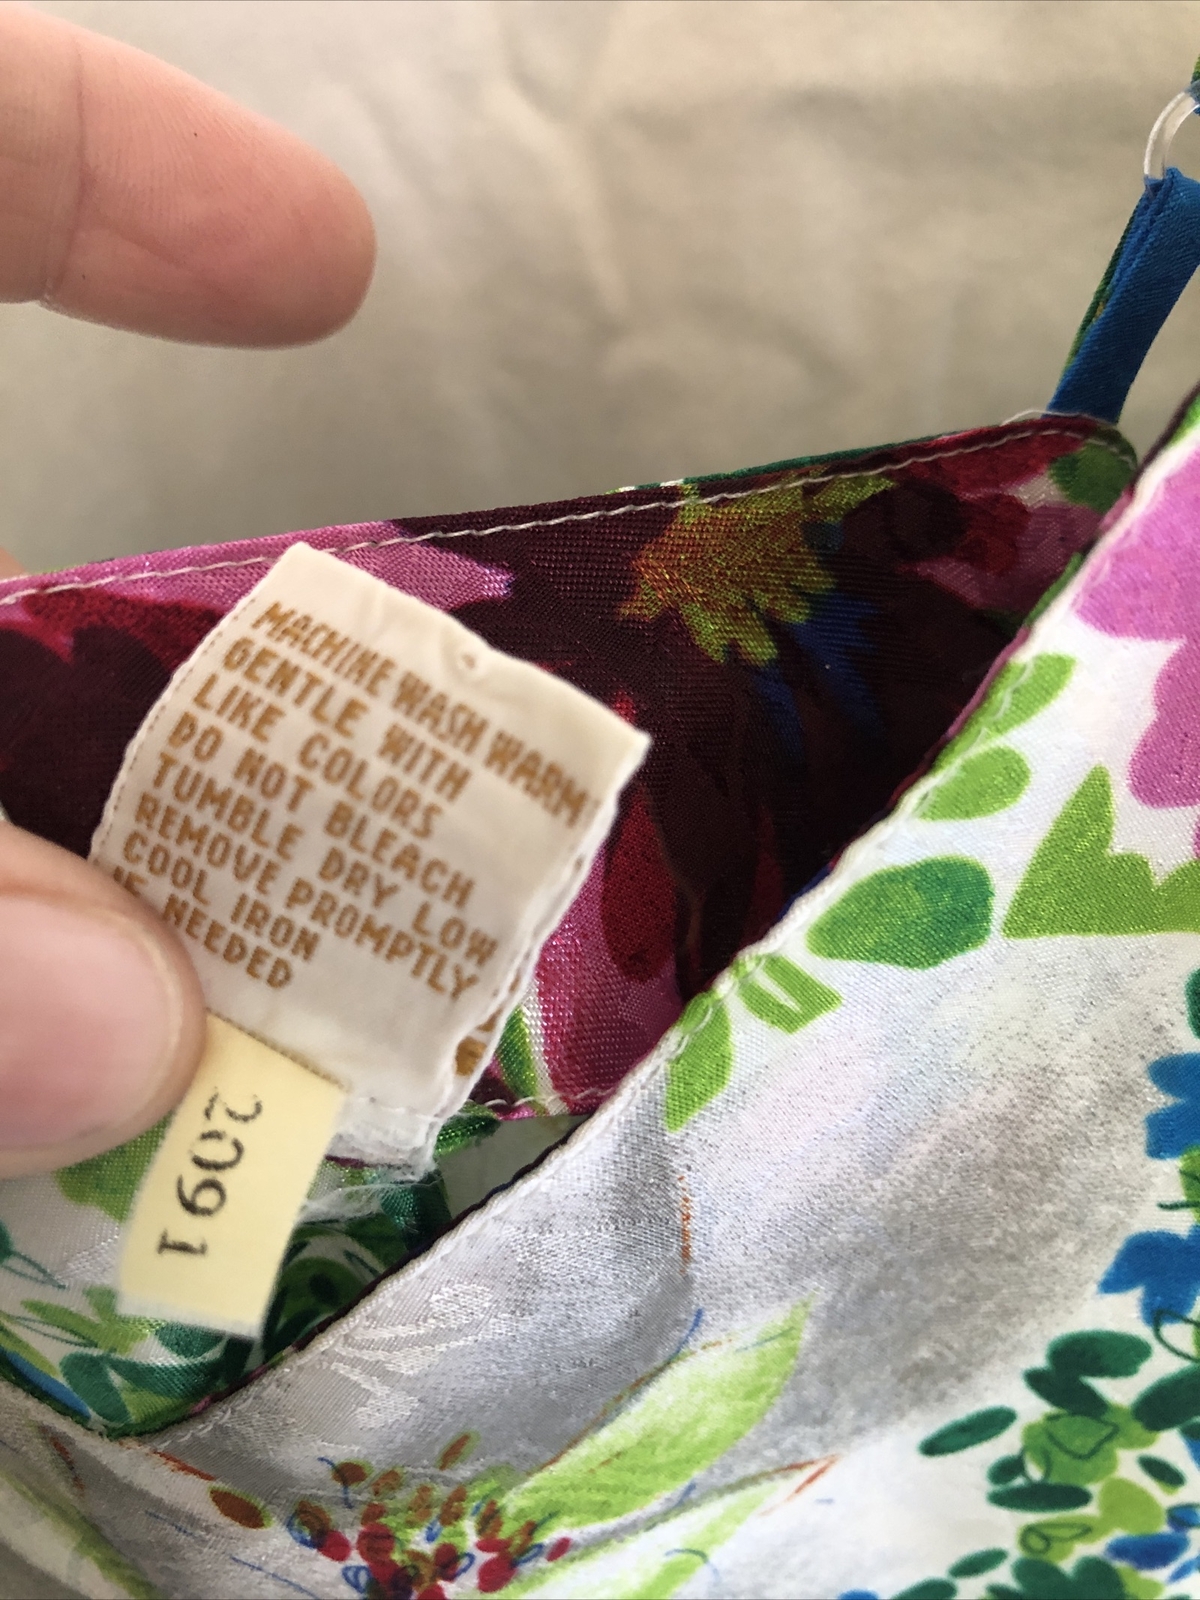 MACHINE WASH WARM
GENTLE WITH
LIKE COLORS
DO NOT BLEACH
TUMBLE DRY LOW
REMOVE PROMPTLY
COOL IRON
IF NEEDED
2091